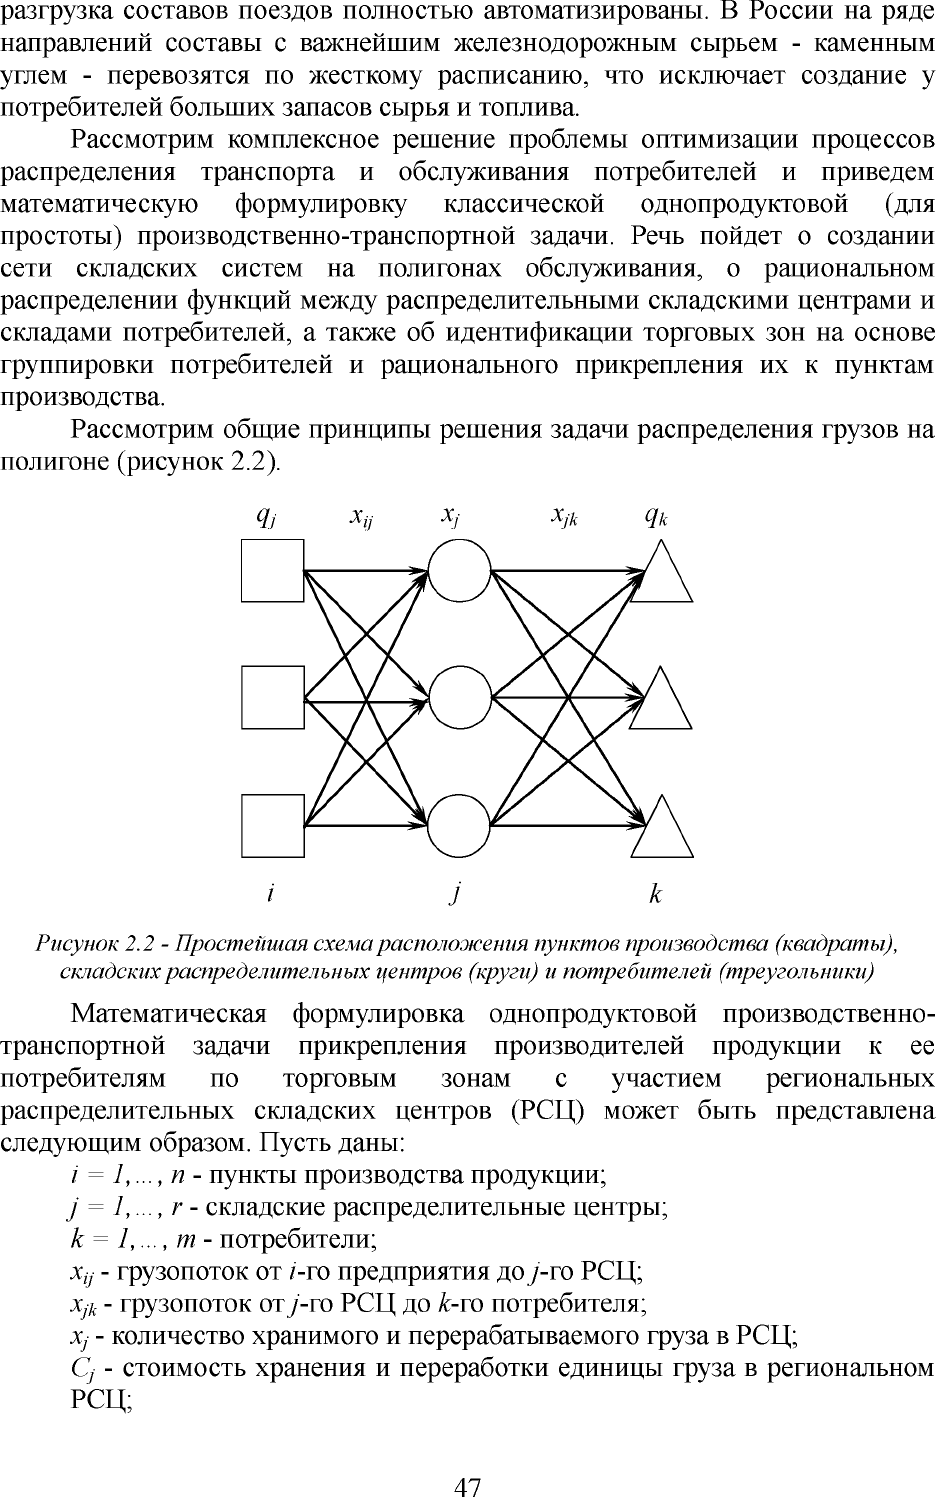 разгрузка составов поездов полностью автоматизированы. В России на ряде
направлений составы с важнейшим железнодорожным сырьем - каменным
углем - перевозятся по жесткому расписанию, что исключает создание у
потребителей больших запасов сырья и топлива.
Рассмотрим комплексное решение проблемы оптимизации процессов
распределения транспорта и обслуживания потребителей и приведем
математическую формулировку классической однопродуктовой (для
простоты) производственно-транспортной задачи. Речь пойдет о создании
сети складских систем на полигонах обслуживания, о рациональном
распределении функций между распределительными складскими центрами и
складами потребителей, а также об идентификации торговых зон на основе
группировки потребителей и рационального прикрепления их к пунктам
производства.
Рассмотрим общие принципы решения задачи распределения грузов на
полигоне (рисунок 2.2).
qj xij xj xjk qk
i j k
Рисунок 2.2 - Простейшая схема расположения пунктов производства (квадраты),
складских распределительных центров (круги) и потребителей (треугольники)
Математическая формулировка однопродуктовой производственно-
транспортной задачи прикрепления производителей продукции к ее
потребителям по торговым зонам с участием региональных
распределительных складских центров (РСЦ) может быть представлена
следующим образом. Пусть даны:
i = 1,..., n - пункты производства продукции;
j = 1,..., r - складские распределительные центры;
k = 1,..., m - потребители;
xij - грузопоток от i-го предприятия до j-го РСЦ;
xjk - грузопоток от j-го РСЦ до k-го потребителя;
xj - количество хранимого и перерабатываемого груза в РСЦ;
Cj - стоимость хранения и переработки единицы груза в региональном
РСЦ;
47